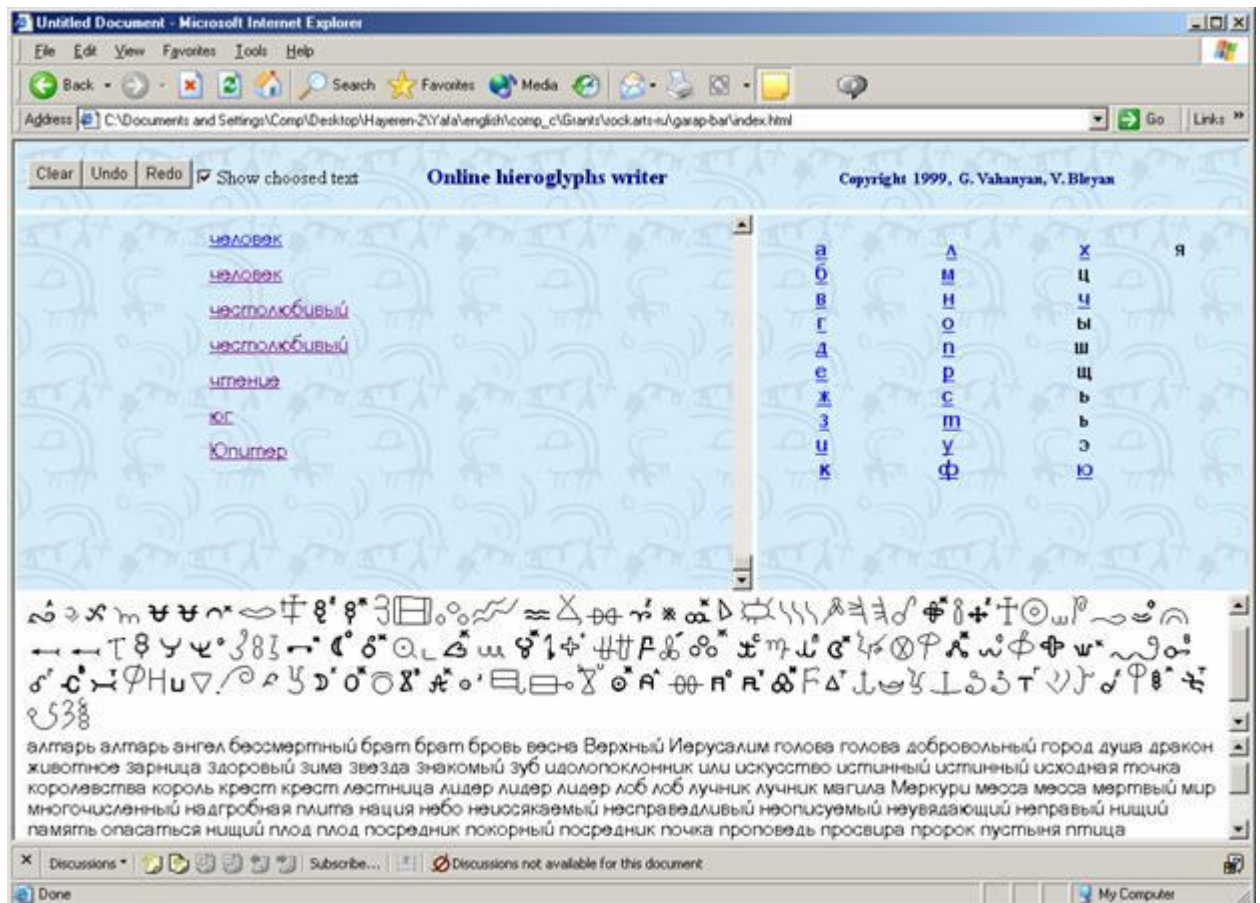 Untitled Document - Microsoft Internet Explorer
File Edit View Favorites Tools Help
Back Search Favorites Media
Address C:\Documents and Settings\Comp\Desktop\Hayeren-2\Yafa\english\comp_c\Grants\rockarts-ru\garap-bar\index.html Go Links »
Clear Undo Redo Show choosed text Online hieroglyphs writer Copyright 1999, G. Vahanyan, V. Bleyan
человек
человек
честолюбивый
честолюбивый
чтение
юг
Юпитер
а л х я
б м ц
в н ч
г о ы
д п ш
е р щ
ж с ь
з т ь
и у э
к ф ю
алтарь алтарь ангел бессмертный брат брат бровь весна Верхный Иерусалим голова голова добровольный город душа дракон
животное зарница здоровый зима звезда знакомый зуб идолопоклонник или искусство истинный истинный исходная точка
королевства король крест крест лестница лидер лидер лидер лоб лоб лучник лучник магила Меркури месса месса мертвый мир
многочисленный надгробная плита нация небо неиссякаемый несправедливый неописуемый неувядающий неправый нищий
память опасаться нищий плод плод посредник покорный посредник почка проповедь просвира пророк пустыня птица
Discussions Subscribe... Discussions not available for this document
Done My Computer